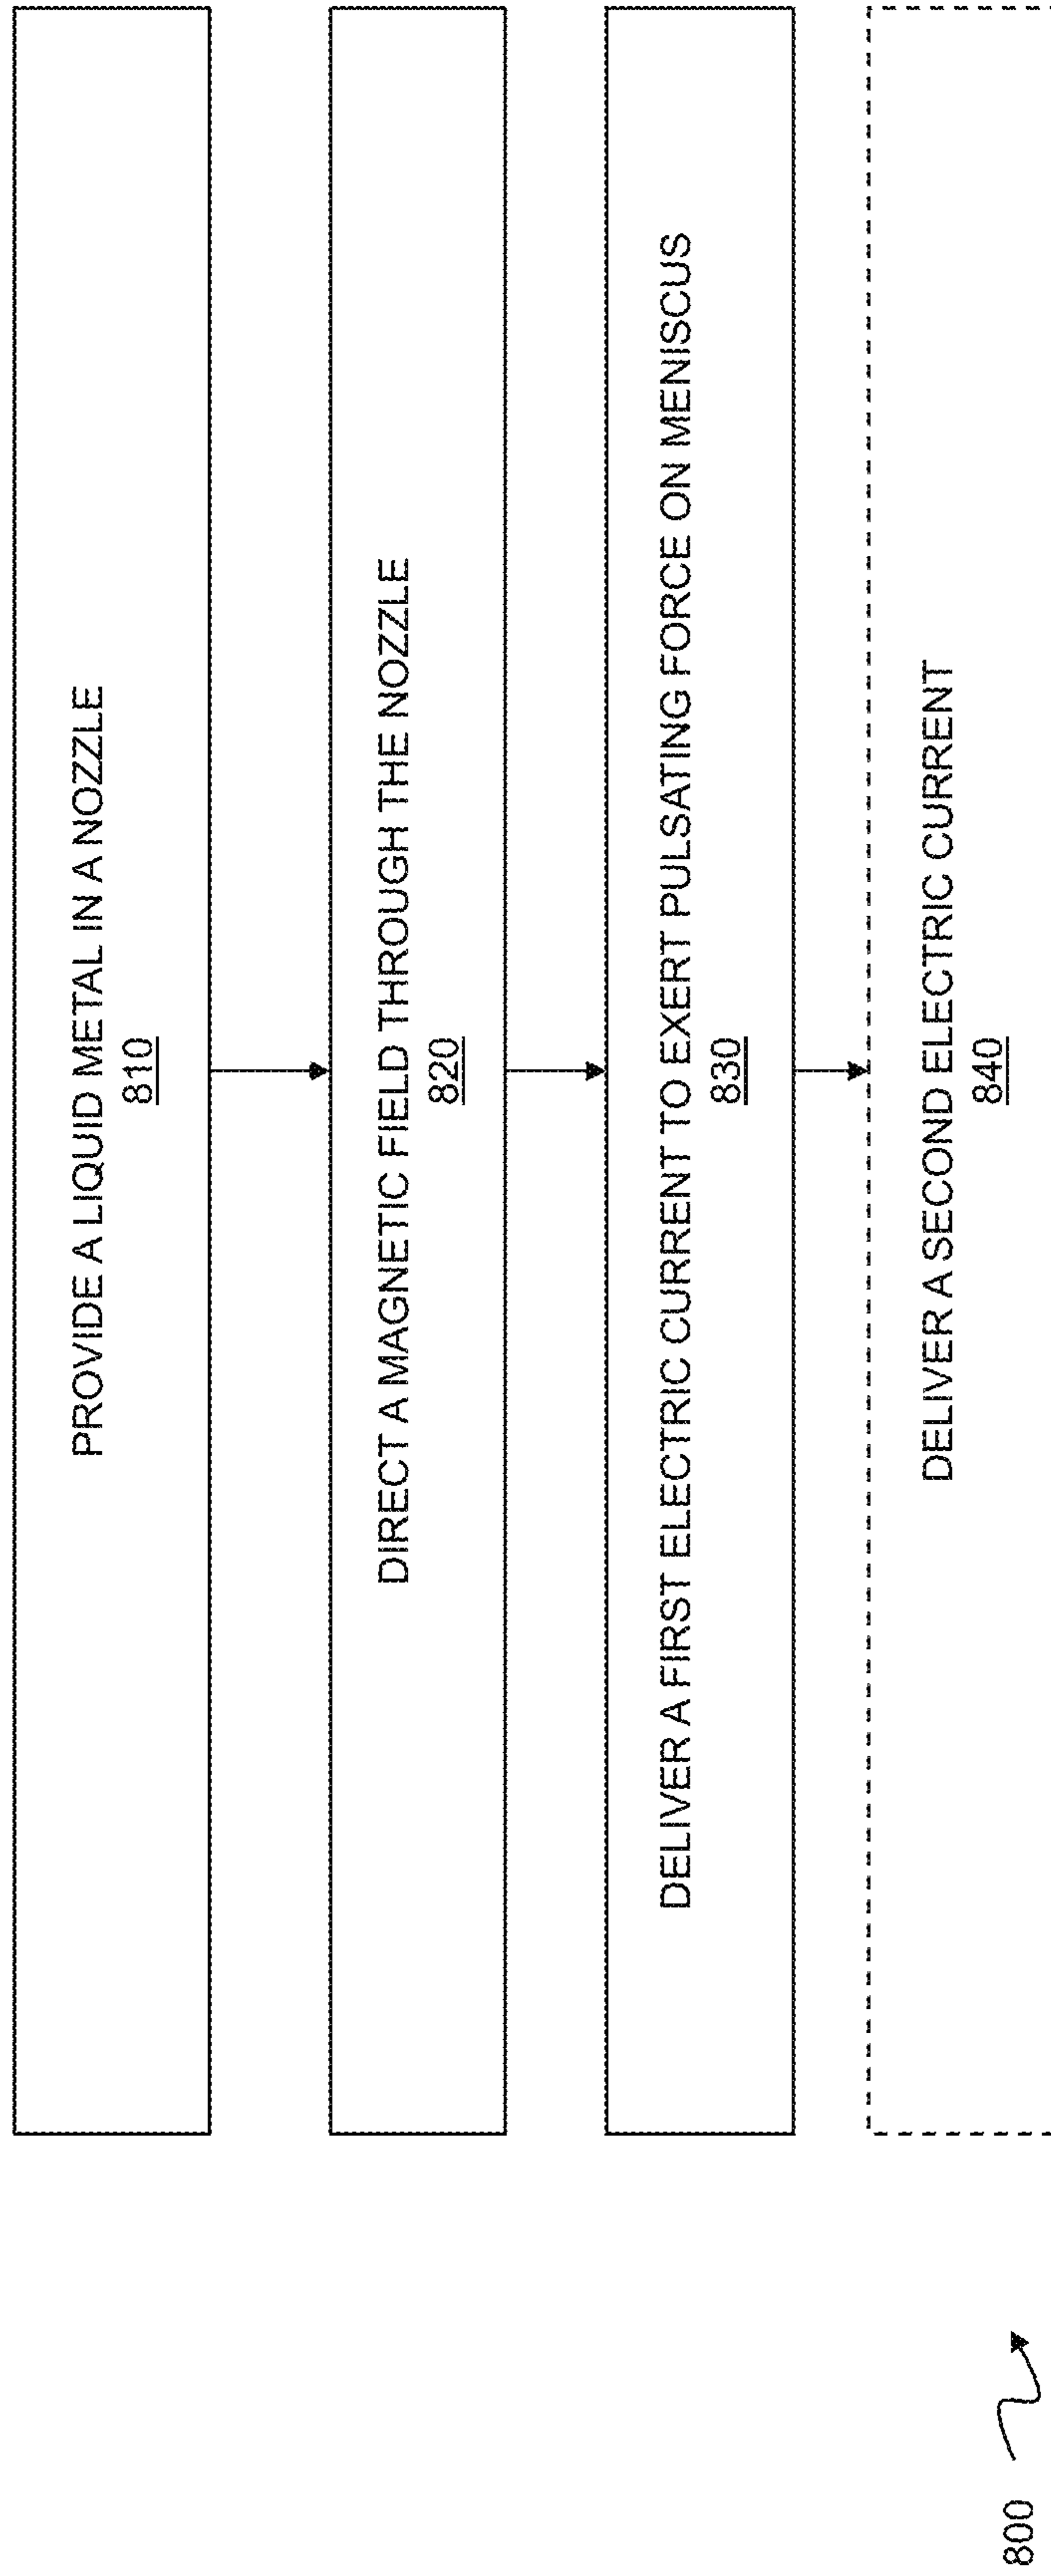 PROVIDE A LIQUID METAL IN A NOZZLE
810
DIRECT A MAGNETIC FIELD THROUGH THE NOZZLE
820
DELIVER A FIRST ELECTRIC CURRENT TO EXERT PULSATING FORCE ON MENISCUS
830
DELIVER A SECOND ELECTRIC CURRENT
840
800